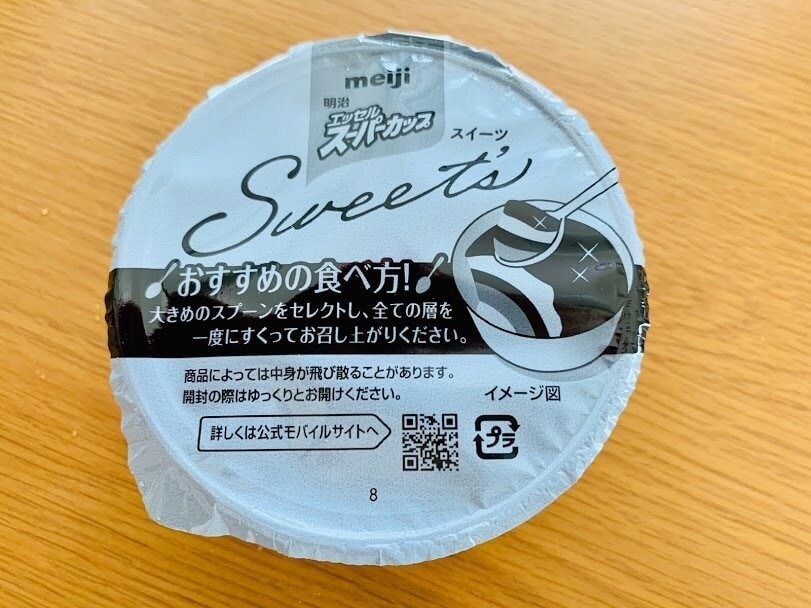 meiji
明治
エッセル
スーパーカップ
スイーツ
Sweet's
おすすめの食べ方!
大きめのスプーンをセレクトし、全ての層を
一度にすくってお召し上がりください。
商品によっては中身が飛び散ることがあります。
開封の際はゆっくりとお開けください。
イメージ図
詳しくは公式モバイルサイトへ
プラ
8